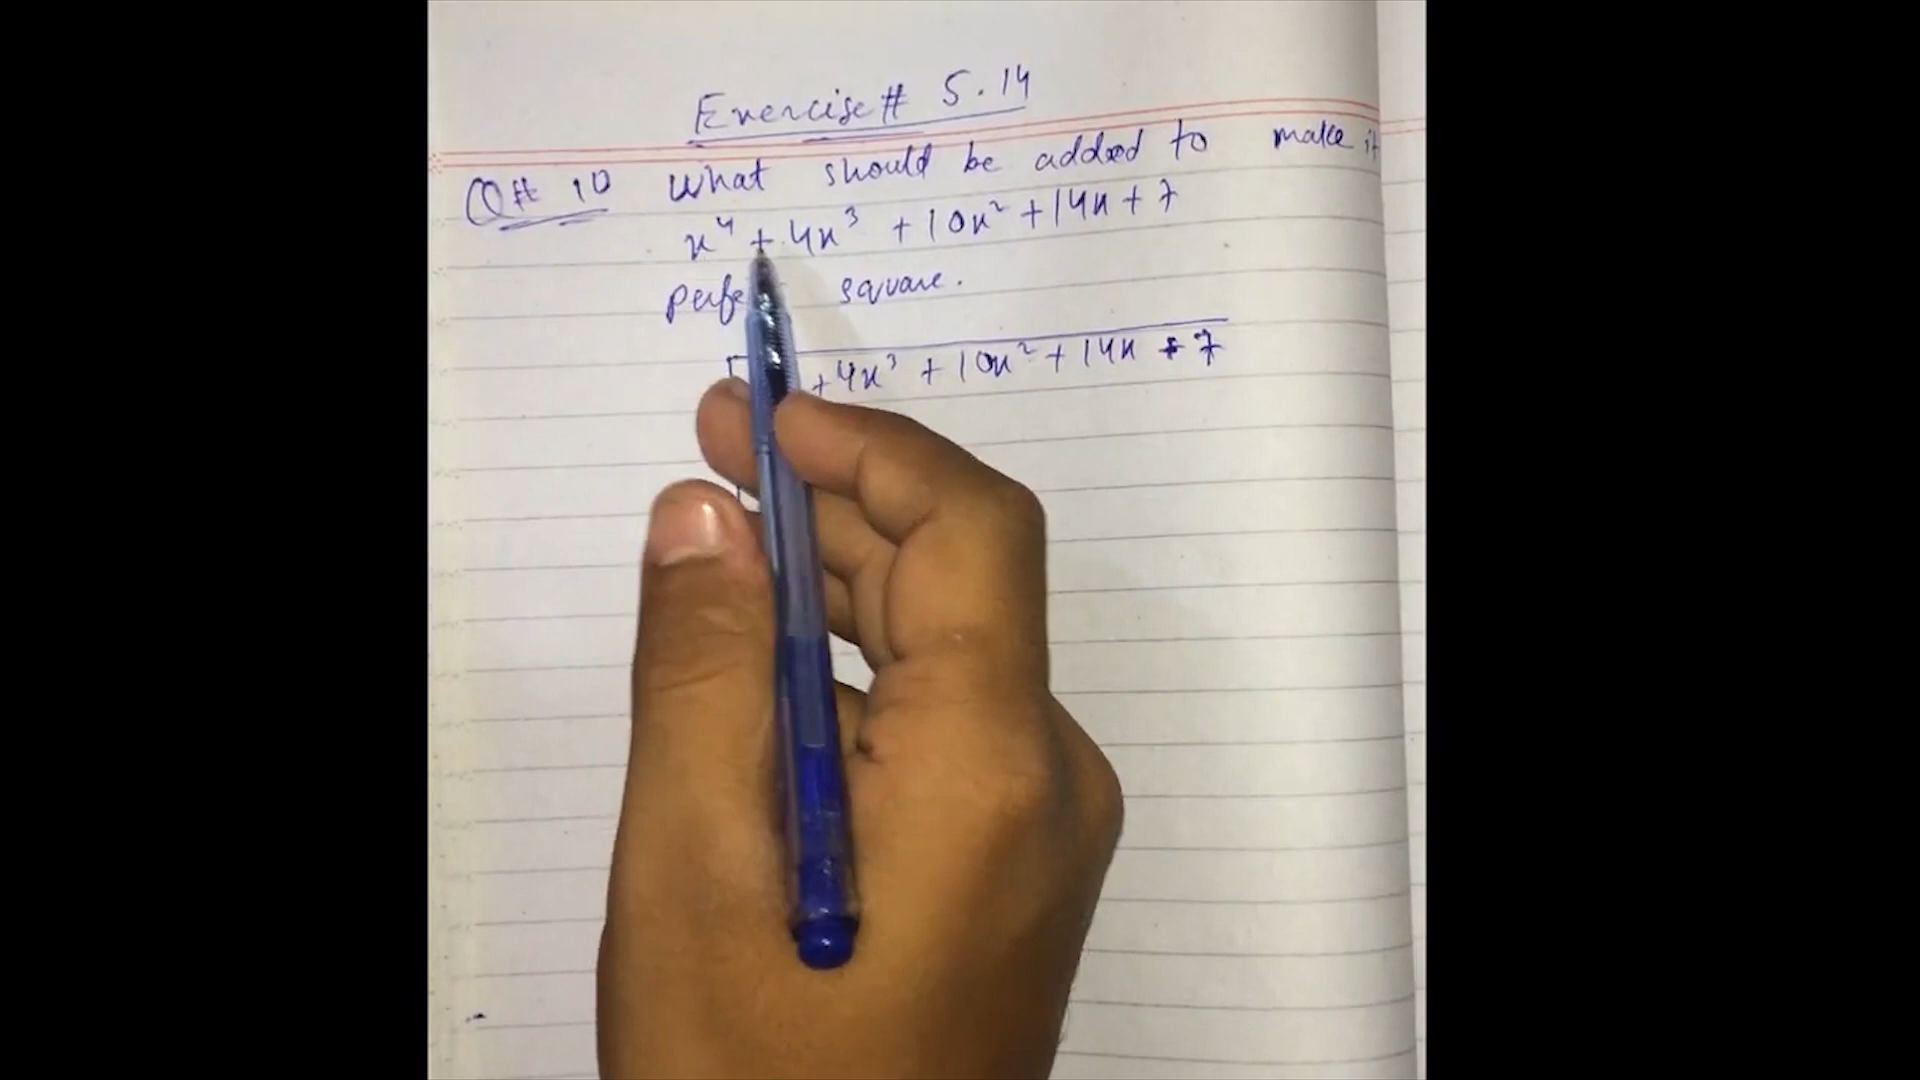 Exercise # 5.14
Q# 10 What should be added to make it
x⁴ + 4x³ + 10x² + 14x + 7
square.
+ 4x³ + 10x² + 14x + 7